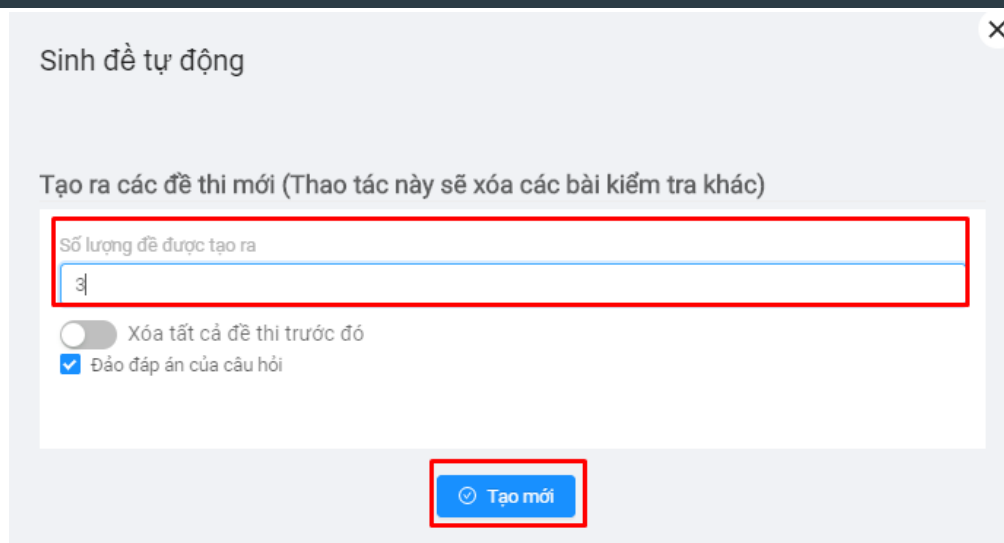 Sinh đề tự động
Tạo ra các đề thi mới (Thao tác này sẽ xóa các bài kiểm tra khác)
Số lượng đề được tạo ra
3
Xóa tất cả đề thi trước đó
Đảo đáp án của câu hỏi
Tạo mới